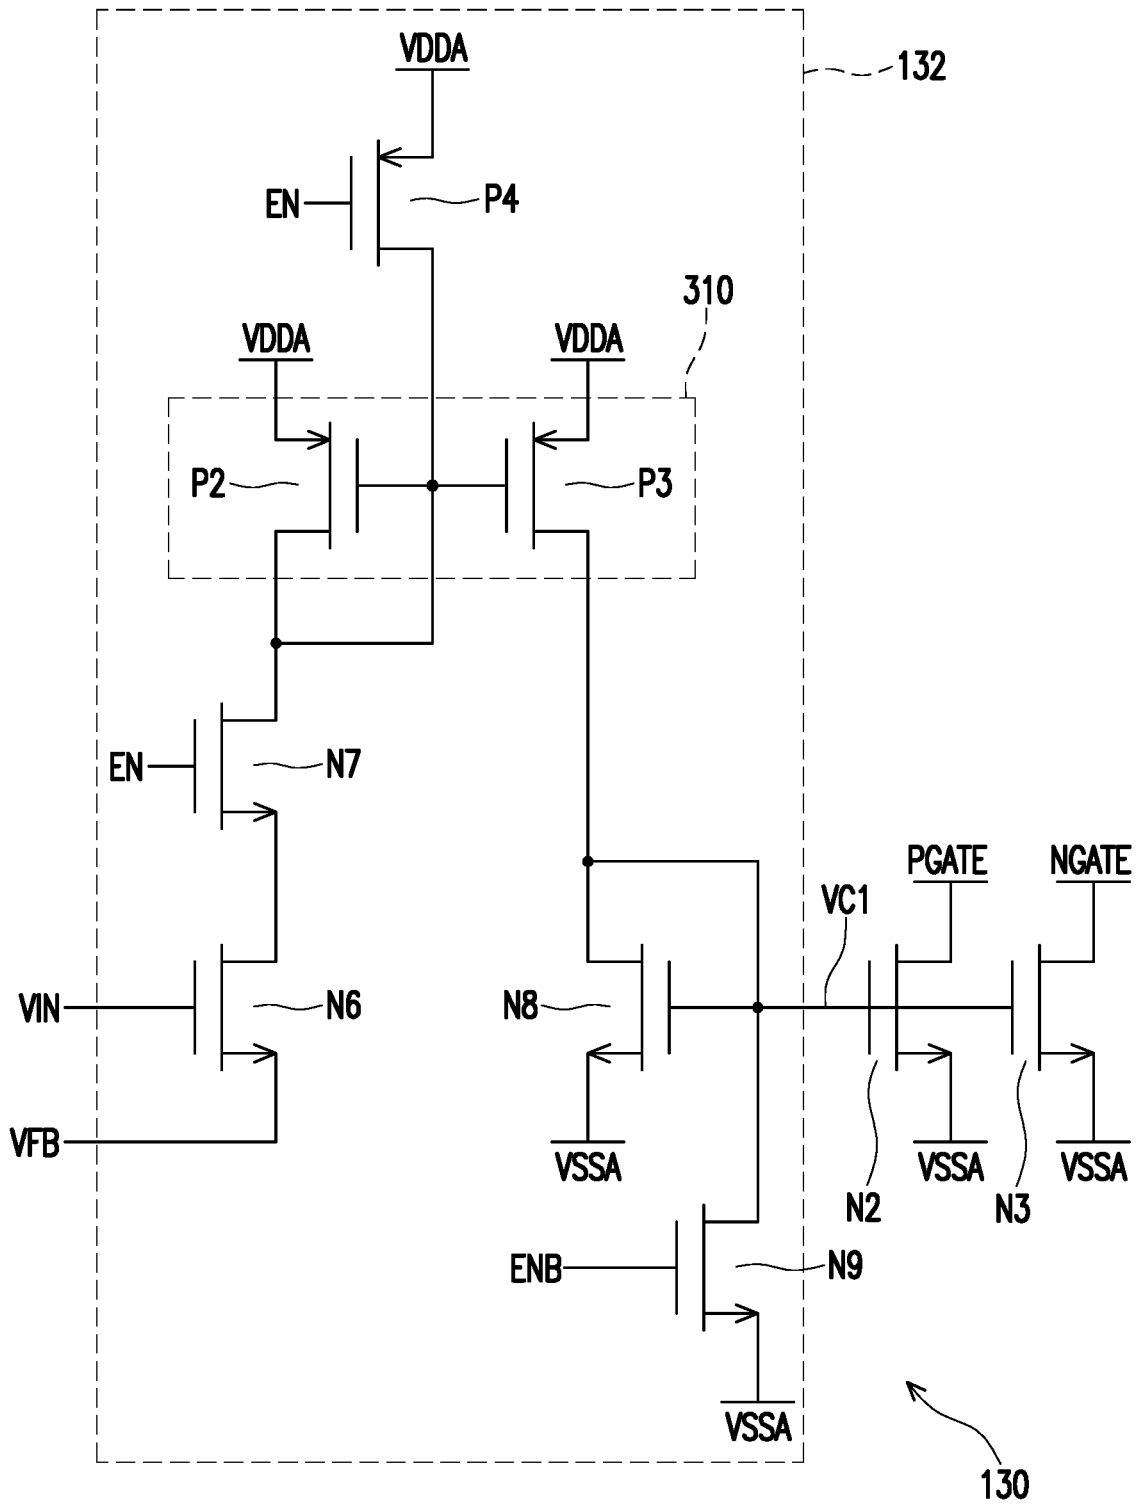 VDDA
132
EN
P4
310
VDDA
VDDA
P2
P3
EN
N7
PGATE
NGATE
VC1
VIN
N6
N8
VFB
VSSA
VSSA
VSSA
N2
N3
ENB
N9
VSSA
130